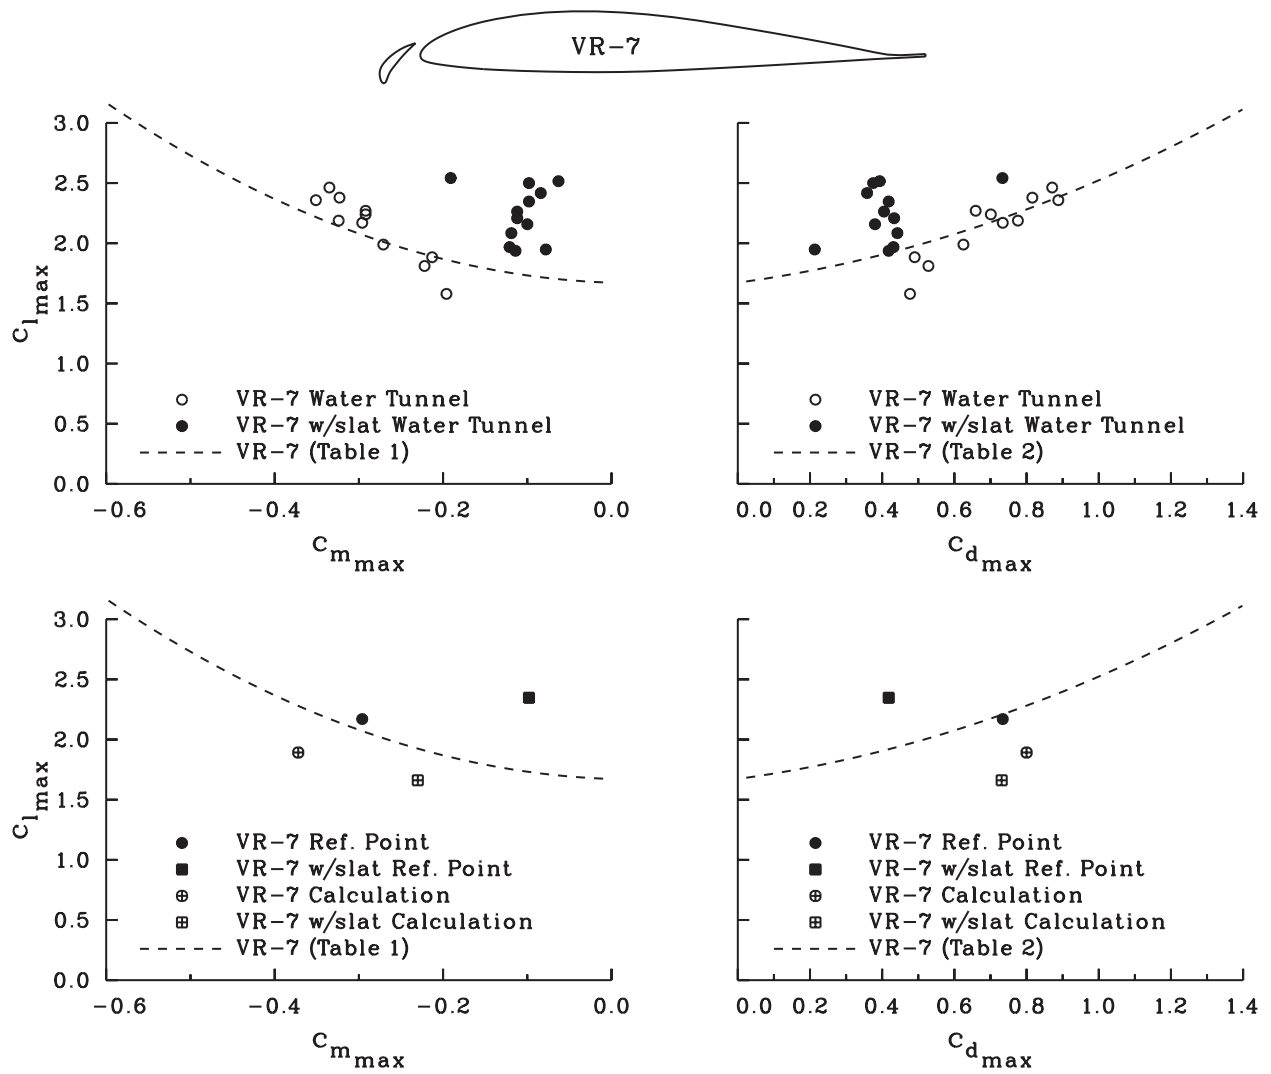 VR-7
3.0
2.5
2.0
1.5
1.0
0.5
0.0
c_l_max
VR-7 Water Tunnel
VR-7 w/slat Water Tunnel
VR-7 (Table 1)
-0.6 -0.4 -0.2 0.0
c_m_max
VR-7 Water Tunnel
VR-7 w/slat Water Tunnel
VR-7 (Table 2)
0.0 0.2 0.4 0.6 0.8 1.0 1.2 1.4
c_d_max
3.0
2.5
2.0
1.5
1.0
0.5
0.0
c_l_max
VR-7 Ref. Point
VR-7 w/slat Ref. Point
VR-7 Calculation
VR-7 w/slat Calculation
VR-7 (Table 1)
-0.6 -0.4 -0.2 0.0
c_m_max
VR-7 Ref. Point
VR-7 w/slat Ref. Point
VR-7 Calculation
VR-7 w/slat Calculation
VR-7 (Table 2)
0.0 0.2 0.4 0.6 0.8 1.0 1.2 1.4
c_d_max